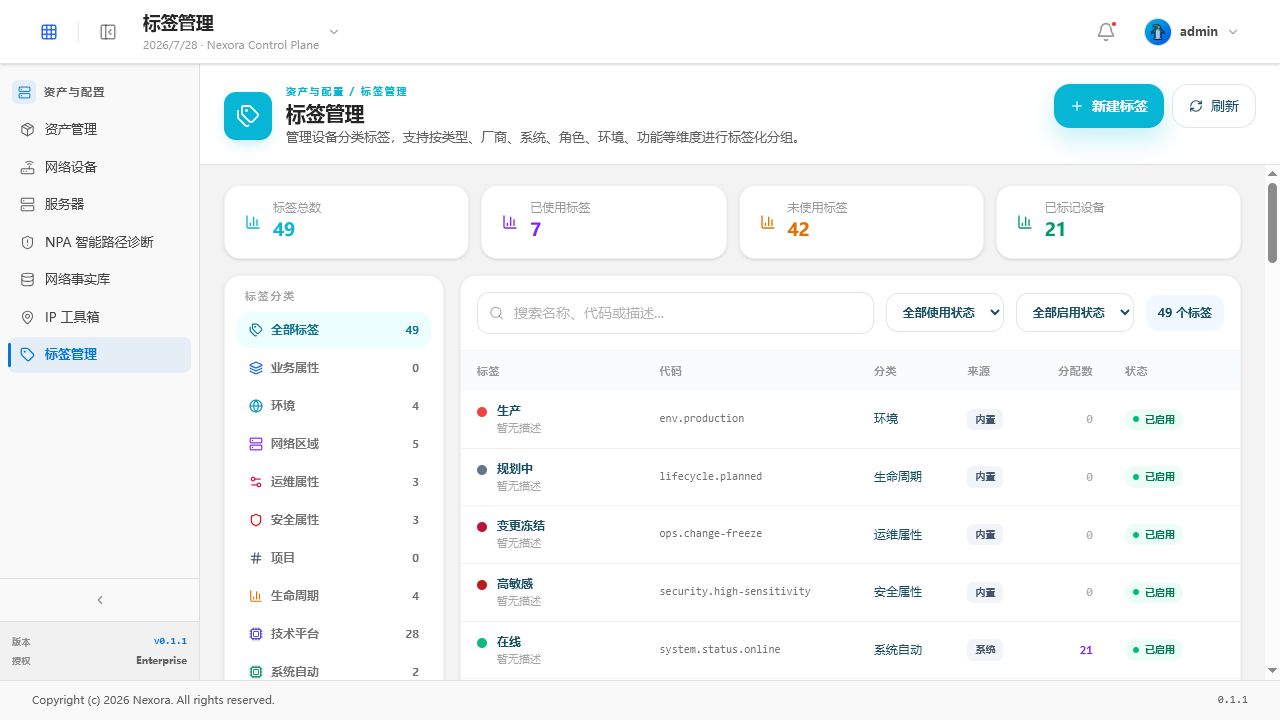 标签管理
2026/7/28 · Nexora Control Plane
admin
资产与配置
资产管理
网络设备
服务器
NPA 智能路径诊断
网络事实库
IP 工具箱
标签管理
版本 v0.1.1
授权 Enterprise
资产与配置 / 标签管理
标签管理
管理设备分类标签，支持按类型、厂商、系统、角色、环境、功能等维度进行标签化分组。
新建标签
刷新
标签总数
49
已使用标签
7
未使用标签
42
已标记设备
21
标签分类
全部标签 49
业务属性 0
环境 4
网络区域 5
运维属性 3
安全属性 3
项目 0
生命周期 4
技术平台 28
系统自动 2
搜索名称、代码或描述...
全部使用状态
全部启用状态
49 个标签
标签 代码 分类 来源 分配数 状态
生产 env.production 环境 内置 0 已启用
暂无描述
规划中 lifecycle.planned 生命周期 内置 0 已启用
暂无描述
变更冻结 ops.change-freeze 运维属性 内置 0 已启用
暂无描述
高敏感 security.high-sensitivity 安全属性 内置 0 已启用
暂无描述
在线 system.status.online 系统自动 系统 21 已启用
暂无描述
Copyright (c) 2026 Nexora. All rights reserved.
0.1.1